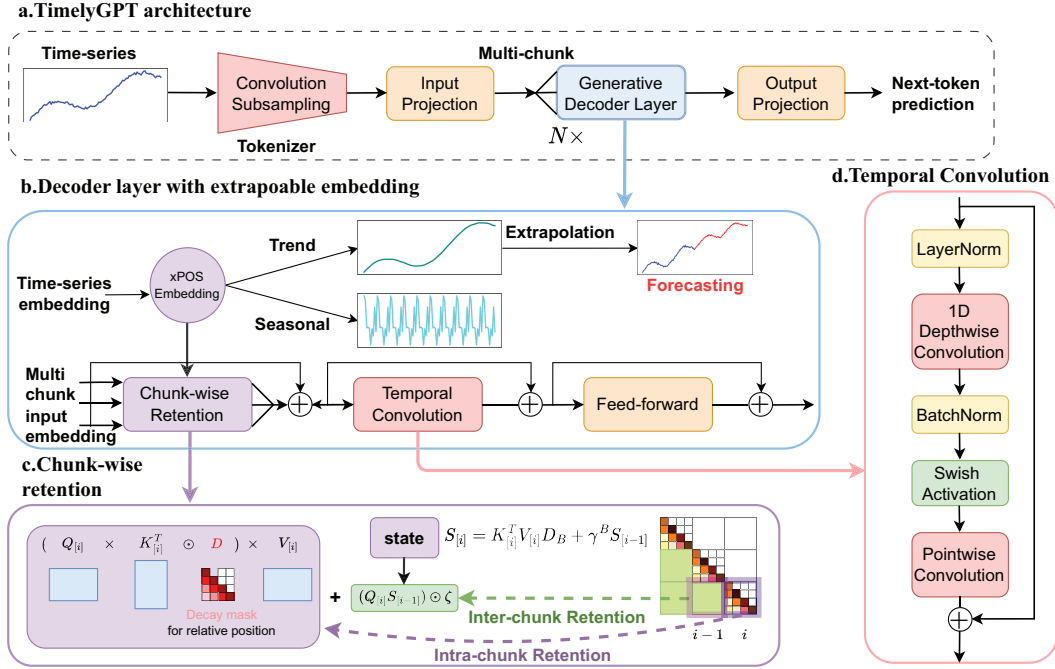 a.TimelyGPT architecture
Time-series
Convolution
Subsampling
Tokenizer
Input
Projection
Multi-chunk
Generative
Decoder Layer
N×
Output
Projection
Next-token
prediction
b.Decoder layer with extrapoable embedding
Time-series
embedding
xPOS
Embedding
Trend
Seasonal
Extrapolation
Forecasting
Multi
chunk
input
embedding
Chunk-wise
Retention
Temporal
Convolution
Feed-forward
c.Chunk-wise
retention
( Q[i] × K[i]^T ⊙ D ) × V[i]
Decay mask
for relative position
+
state
S[i] = K[i]^T V[i] D_B + γ^B S[i−1]
(Q[i] S[i−1]) ⊙ ζ
Inter-chunk Retention
Intra-chunk Retention
i − 1
i
d.Temporal Convolution
LayerNorm
1D
Depthwise
Convolution
BatchNorm
Swish
Activation
Pointwise
Convolution